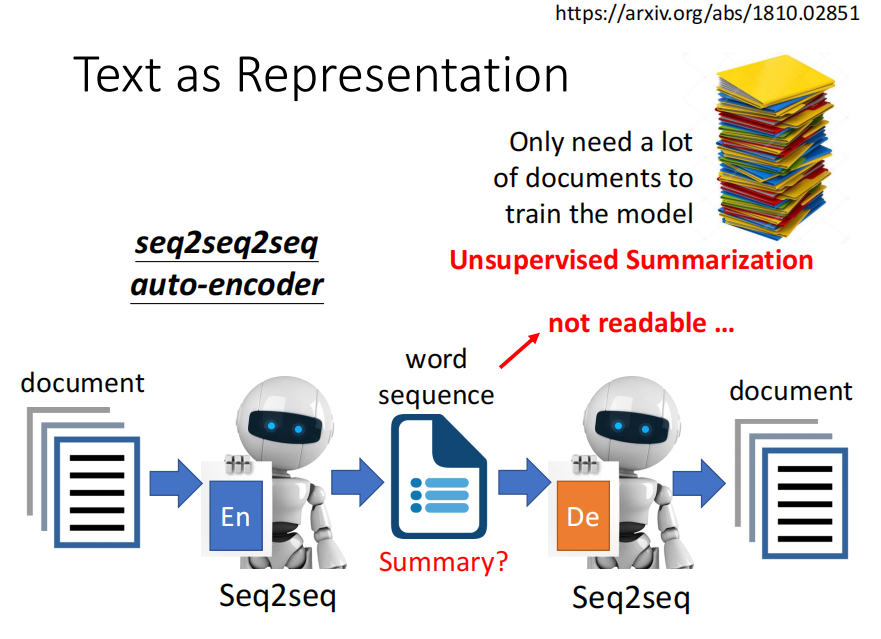 https://arxiv.org/abs/1810.02851
Text as Representation
Only need a lot
of documents to
train the model
seq2seq2seq
auto-encoder
Unsupervised Summarization
not readable …
word
sequence
document
document
En
De
Summary?
Seq2seq
Seq2seq